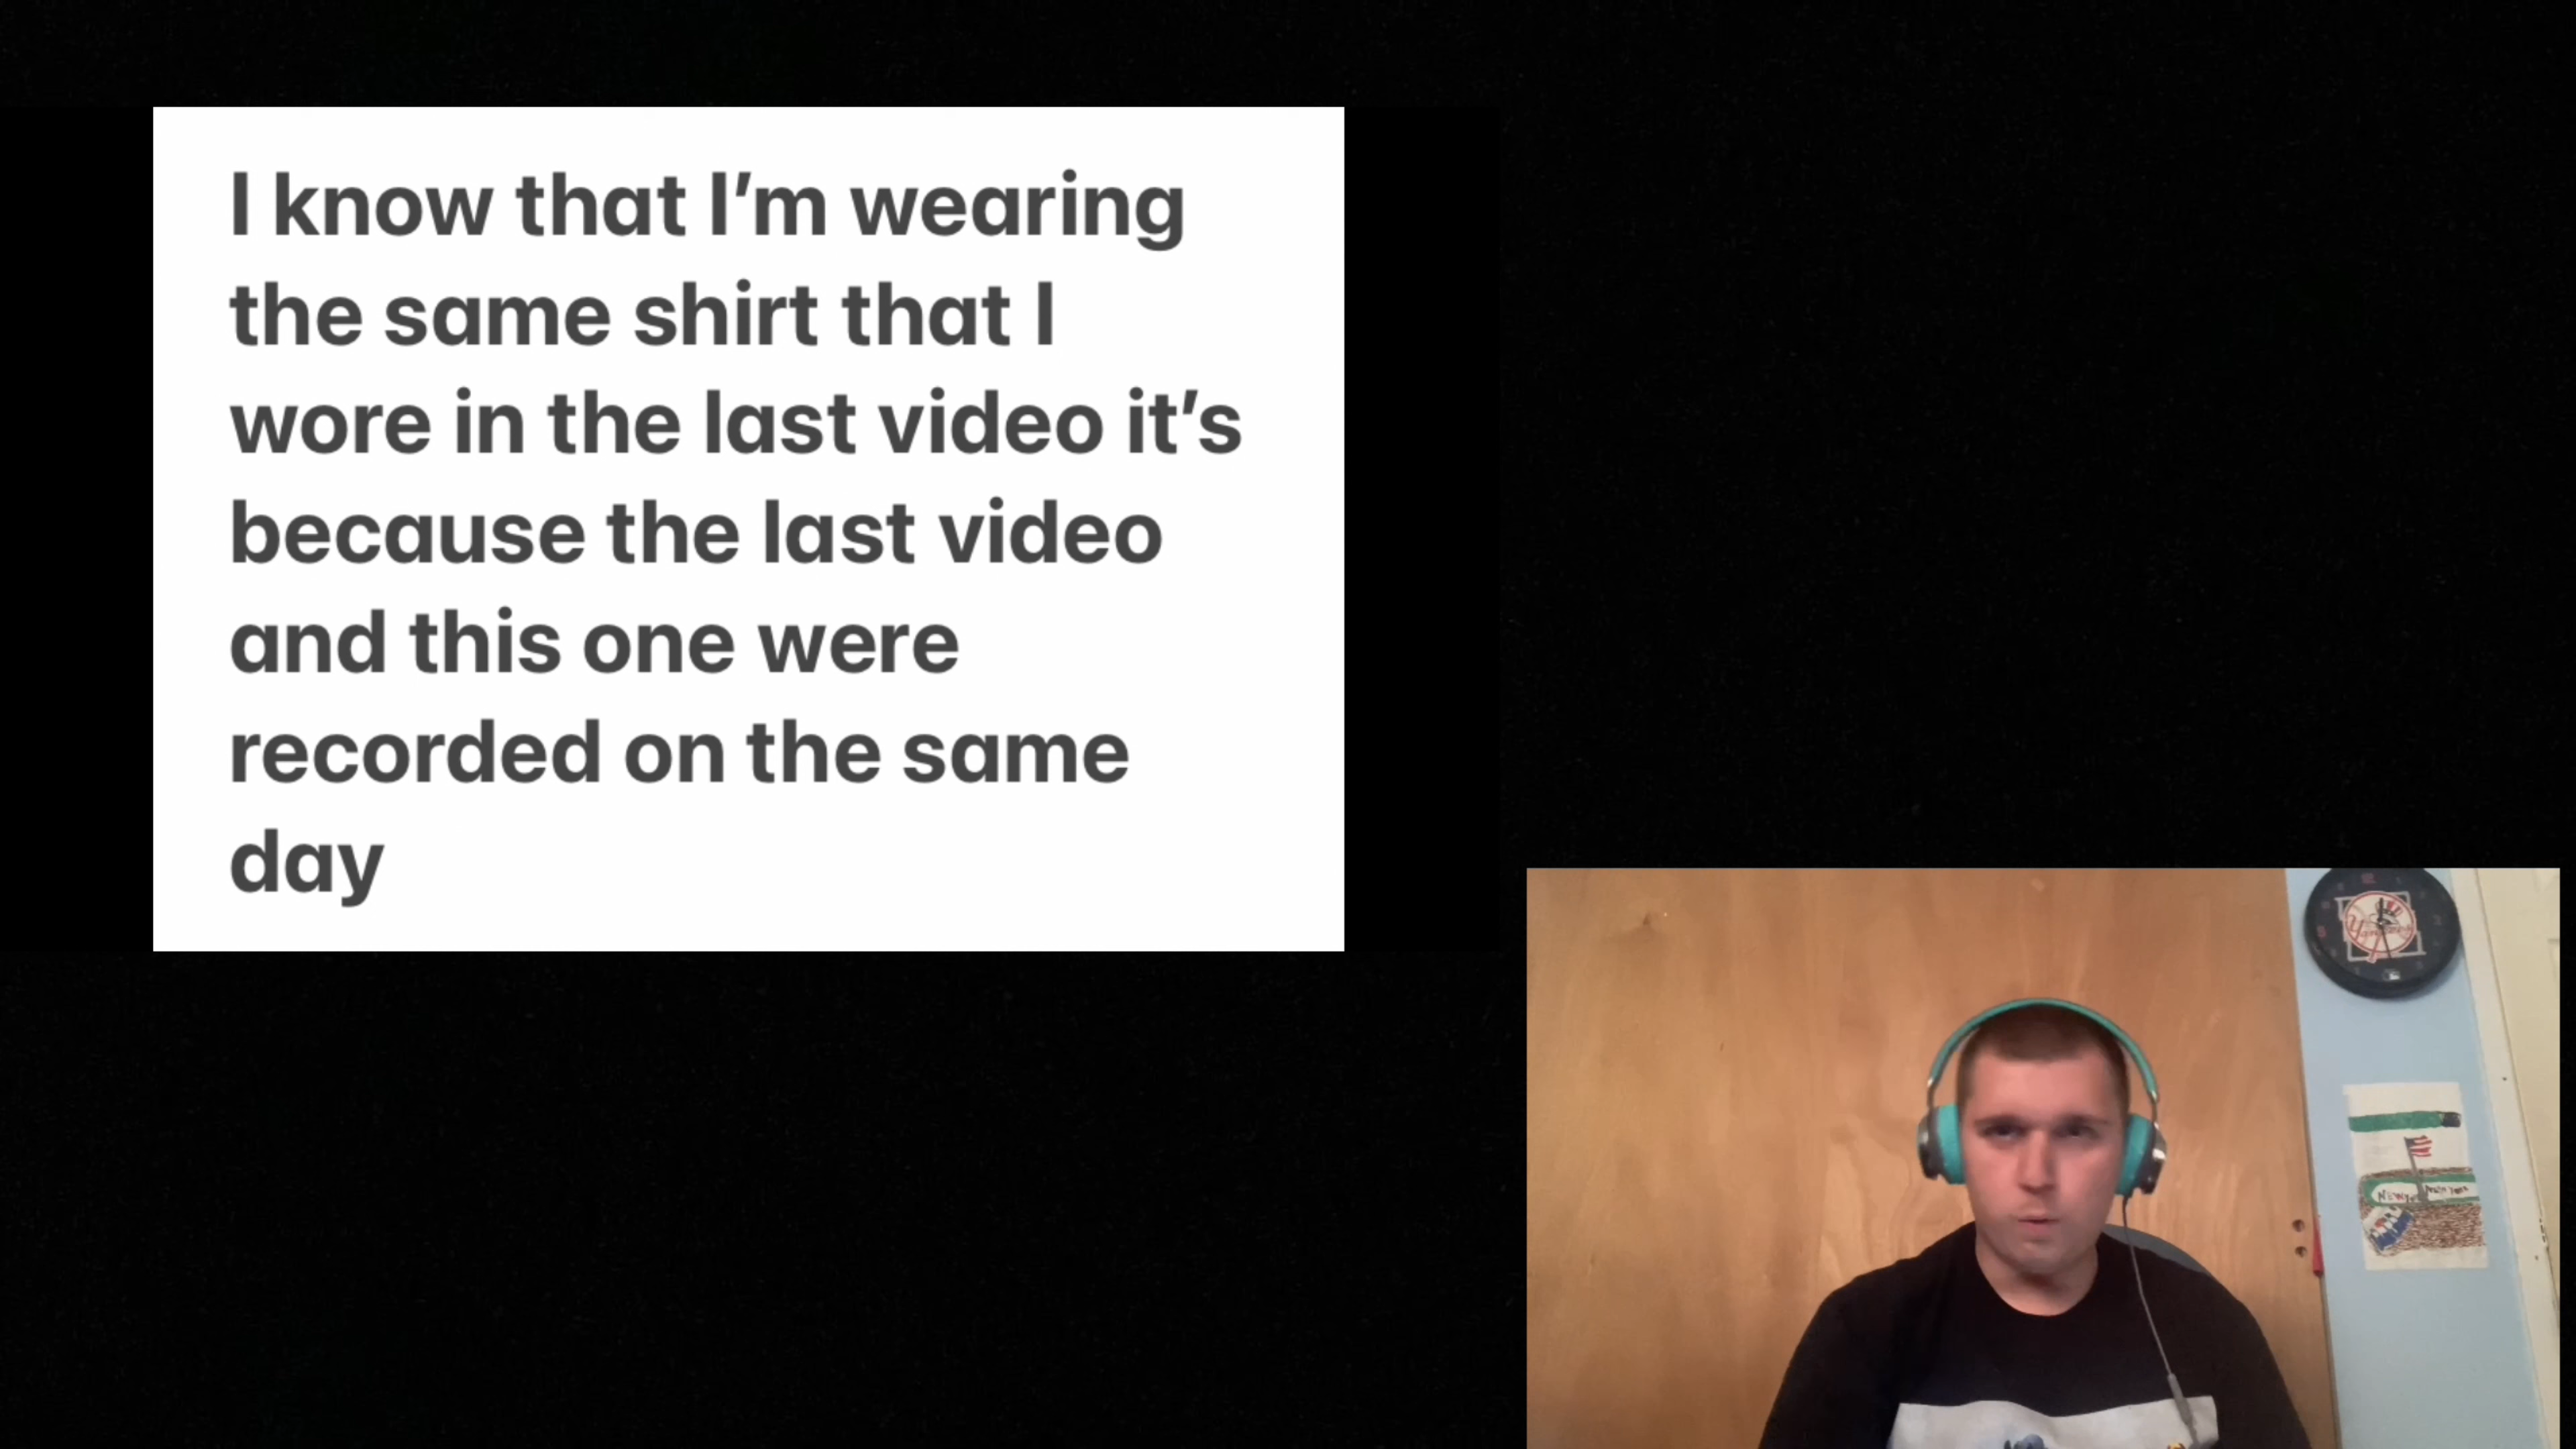 I know that I’m wearing
the same shirt that I
wore in the last video it’s
because the last video
and this one were
recorded on the same
day